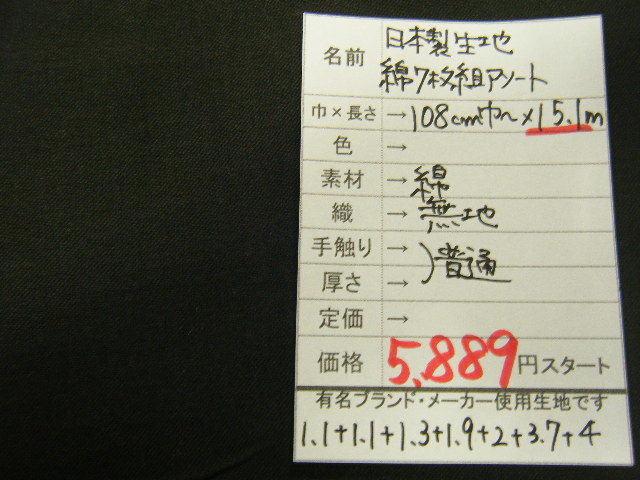 名前 日本製生地
綿7枚組アソート
巾×長さ →108cm巾~×15.1m
色 →
素材 →綿
織 →無地
手触り →
厚さ → )普通
定価 →
価格 5,889円スタート
有名ブランド・メーカー使用生地です
1.1+1.1+1.3+1.9+2+3.7+4